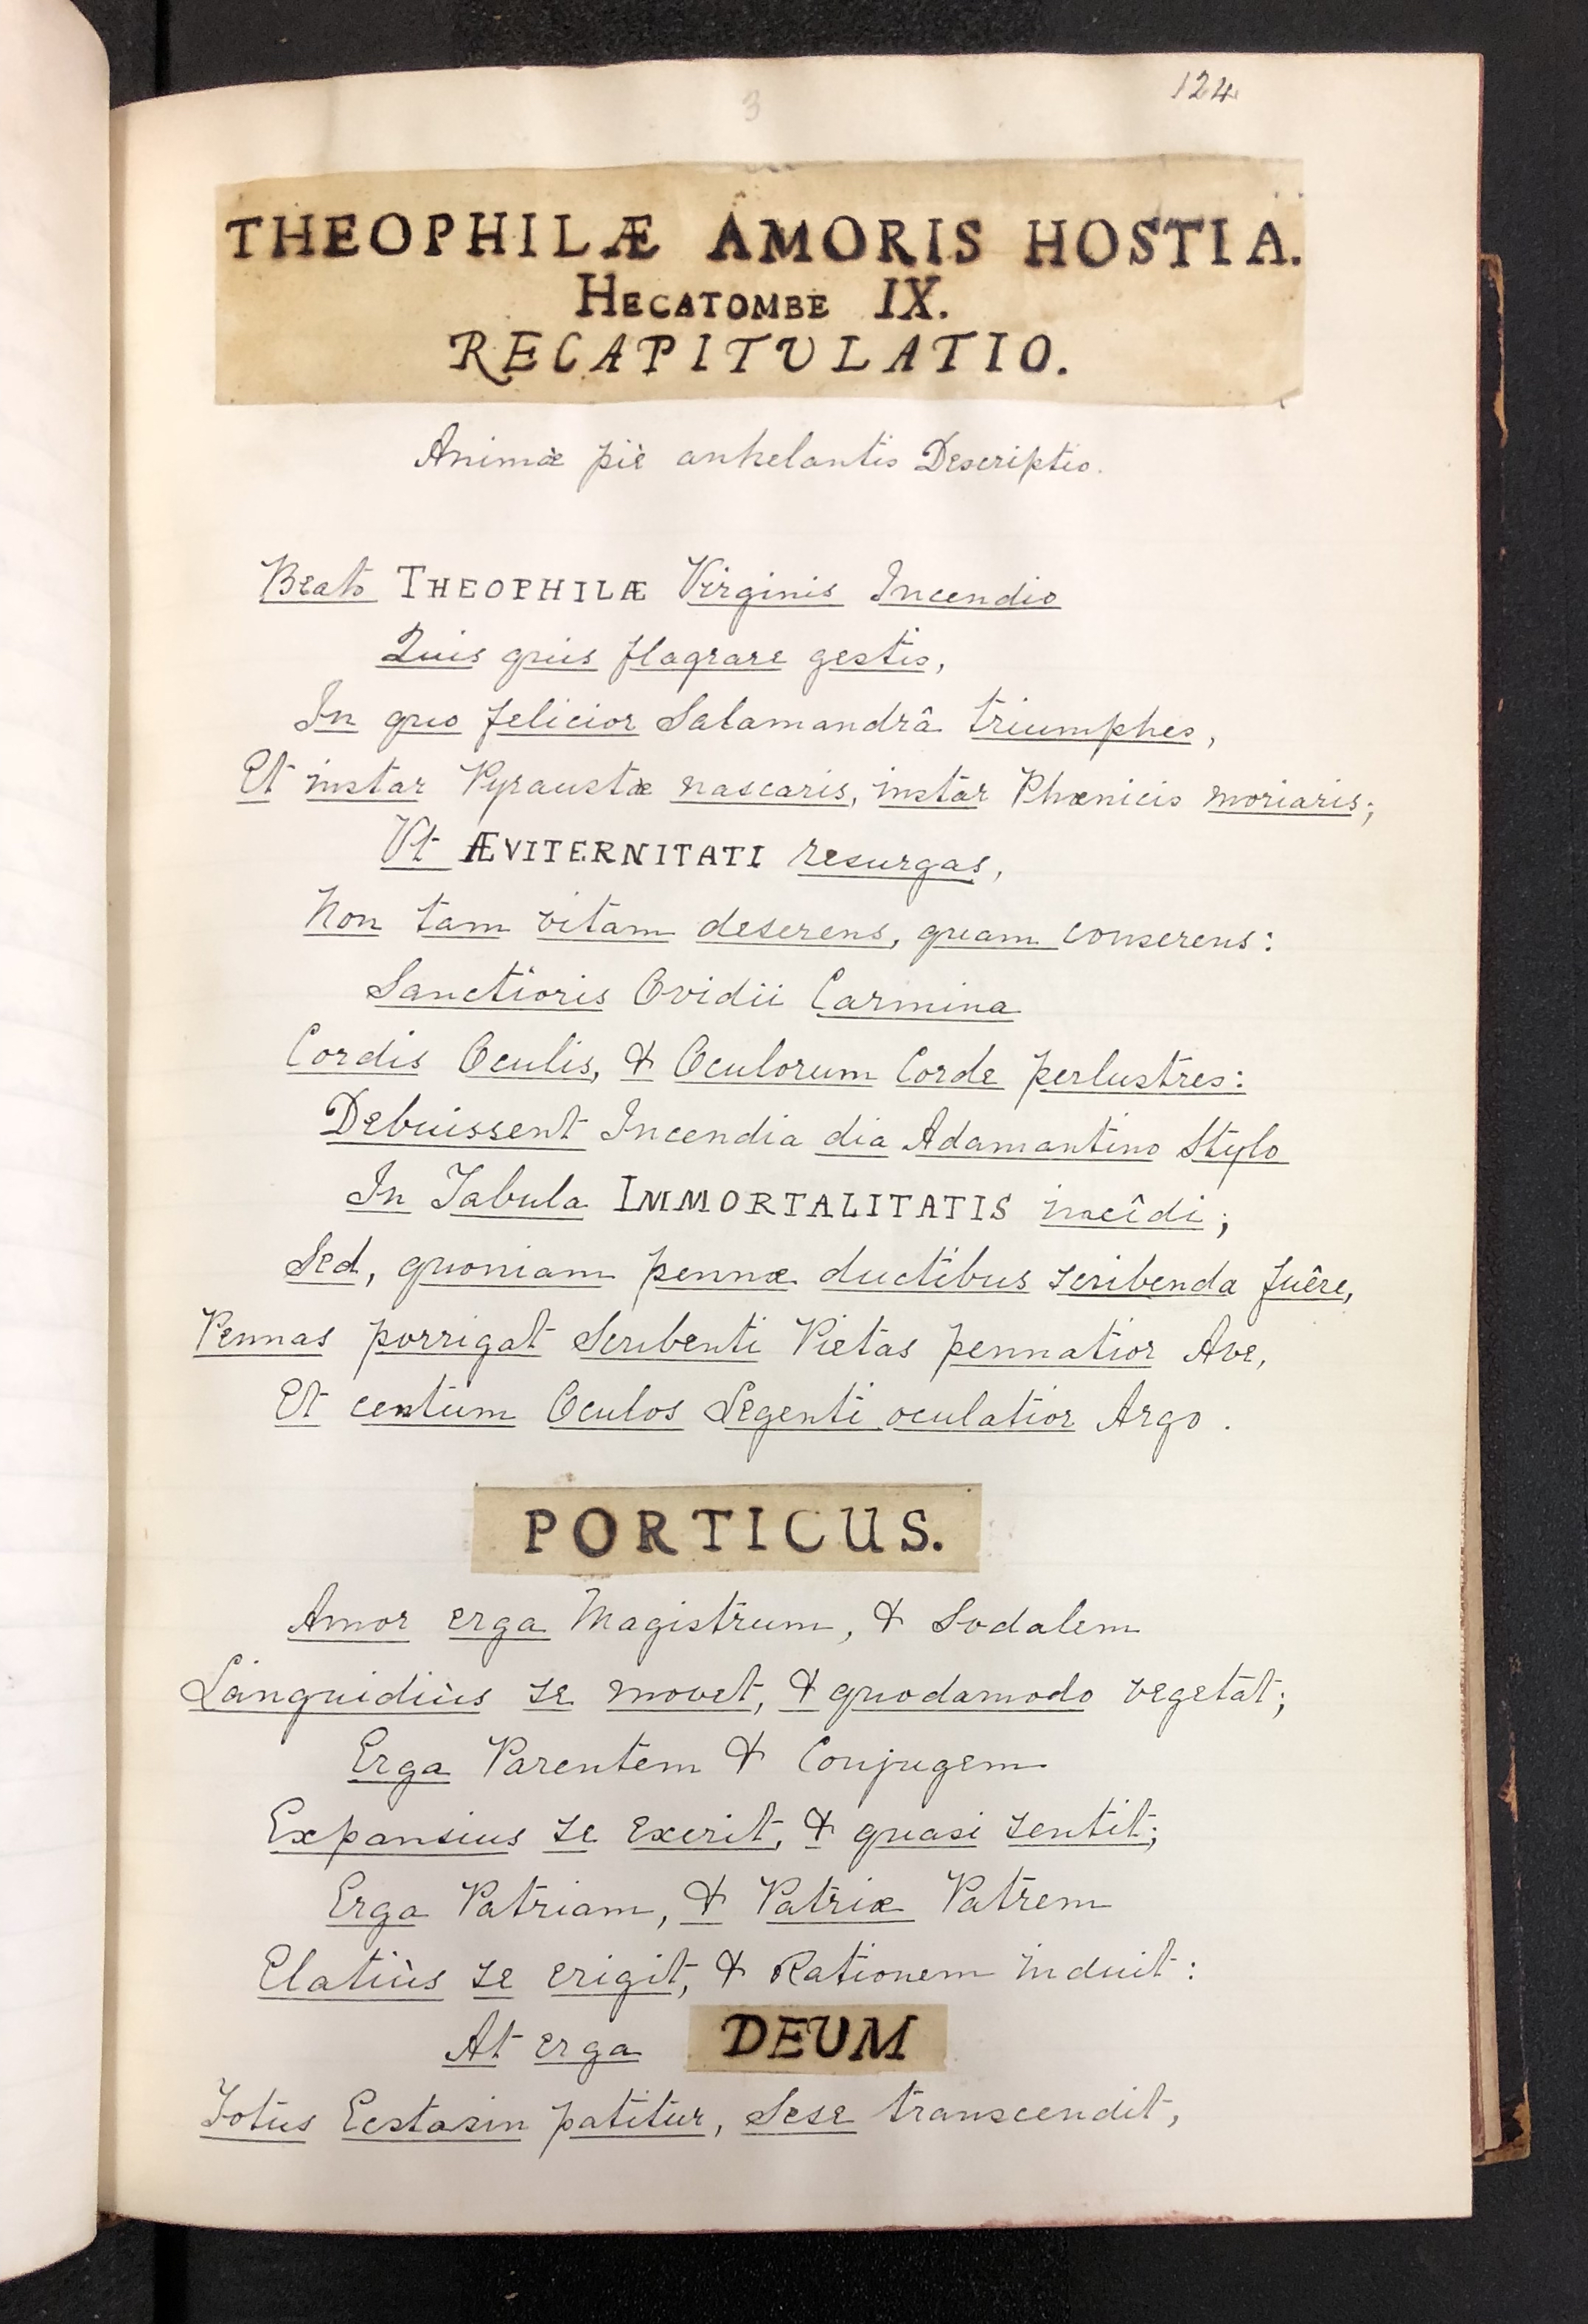 124
3
THEOPHILÆ AMORIS HOSTIA.
HECATOMBE IX.
RECAPITULATIO.
Animæ piè anhelantis Descriptio.
Beato THEOPHILÆ Virginis Incendio
Quis quis flagrare gestis,
In quo felicior Salamandrâ triumphes,
Et instar Pyraustæ nascaris, instar Phœnicis moriaris;
Vt ÆVITERNITATI resurgas,
Non tam vitam deserens, quam conserens:
Sanctioris Ovidii Carmina
Cordis Oculis, & Oculorum Corde perlustres:
Debuissent Incendia dia Adamantino Stylo
In Tabula IMMORTALITATIS incîdi;
Sed, quoniam pennæ ductibus scribenda fuêre,
Pennas porrigat Scribenti Pietas pennatior Ave,
Et centum Oculos Legenti oculatior Argo.
PORTICUS.
Amor erga Magistrum, & Sodalem
Languidiùs se movet, & quodamodo vegetat;
Erga Parentem & Conjugem
Expansius se exerit, & quasi sentit;
Erga Patriam, & Patriæ Patrem
Elatiùs se erigit, & Rationem induit:
At erga DEUM
Totus Ecstasin patitur, Sese transcendit,